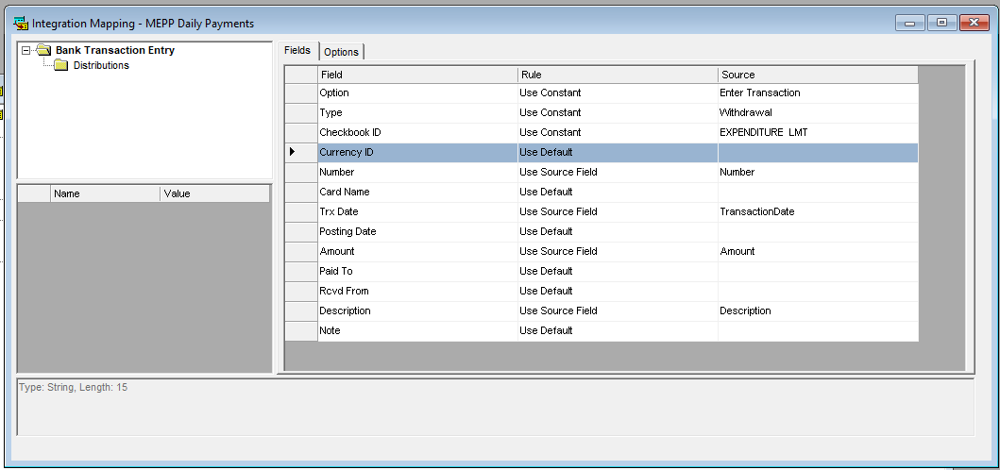 Integration Mapping - MEPP Daily Payments
Bank Transaction Entry
Distributions
Name Value
Fields Options
Field Rule Source
Option Use Constant Enter Transaction
Type Use Constant Withdrawal
Checkbook ID Use Constant EXPENDITURE LMT
Currency ID Use Default
Number Use Source Field Number
Card Name Use Default
Trx Date Use Source Field TransactionDate
Posting Date Use Default
Amount Use Source Field Amount
Paid To Use Default
Rcvd From Use Default
Description Use Source Field Description
Note Use Default
Type: String, Length: 15